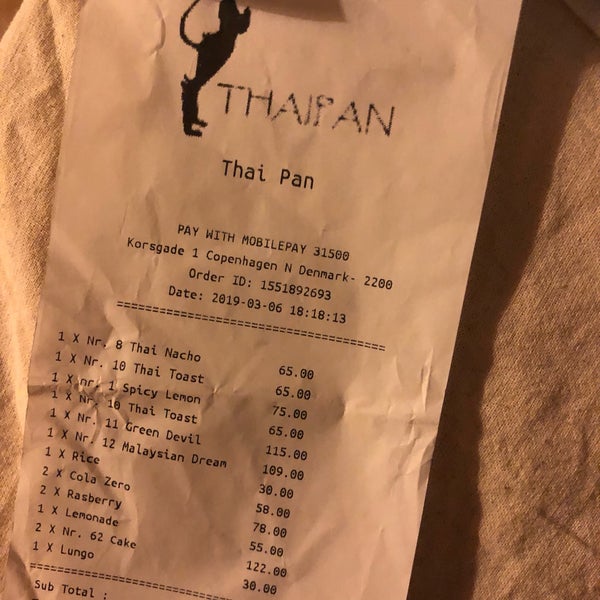 THAIPAN
Thai Pan
PAY WITH MOBILEPAY 31500
Korsgade 1 Copenhagen N Denmark- 2200
Order ID: 1551892693
Date: 2019-03-06 18:18:13
======================================
1 X Nr. 8 Thai Nacho 65.00
1 X Nr. 10 Thai Toast 65.00
1 X nr. 1 Spicy Lemon 75.00
1 X Nr. 10 Thai Toast 65.00
1 X Nr. 11 Green Devil 115.00
1 X Nr. 12 Malaysian Dream 109.00
1 X Rice 30.00
2 X Cola Zero 58.00
2 X Rasberry 78.00
1 X Lemonade 55.00
2 X Nr. 62 Cake 122.00
1 X Lungo 30.00
======================================
Sub Total :